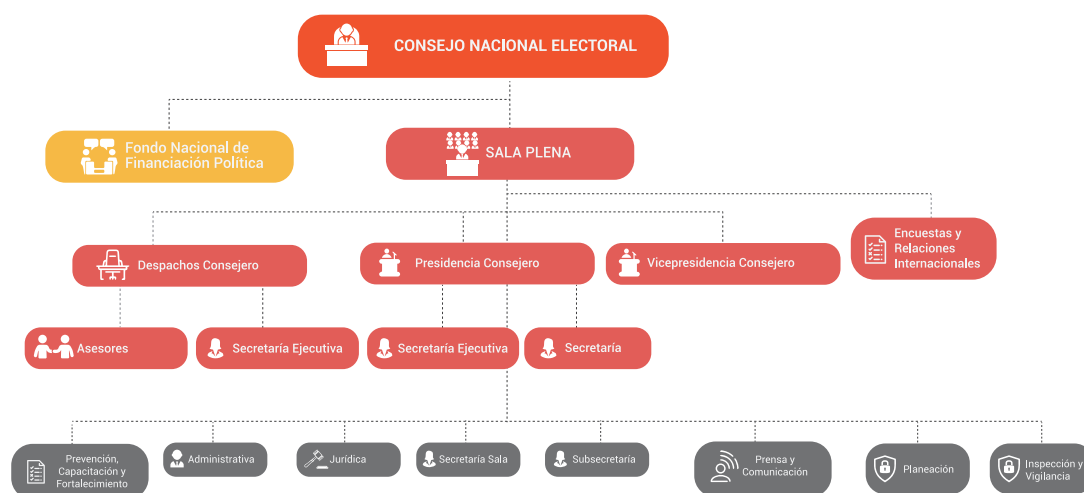 CONSEJO NACIONAL ELECTORAL
Fondo Nacional de
Financiación Política
SALA PLENA
Despachos Consejero
Presidencia Consejero
Vicepresidencia Consejero
Encuestas y
Relaciones
Internacionales
Asesores
Secretaría Ejecutiva
Secretaría Ejecutiva
Secretaría
Prevención,
Capacitación y
Fortalecimiento
Administrativa
Jurídica
Secretaría Sala
Subsecretaría
Prensa y
Comunicación
Planeación
Inspección y
Vigilancia